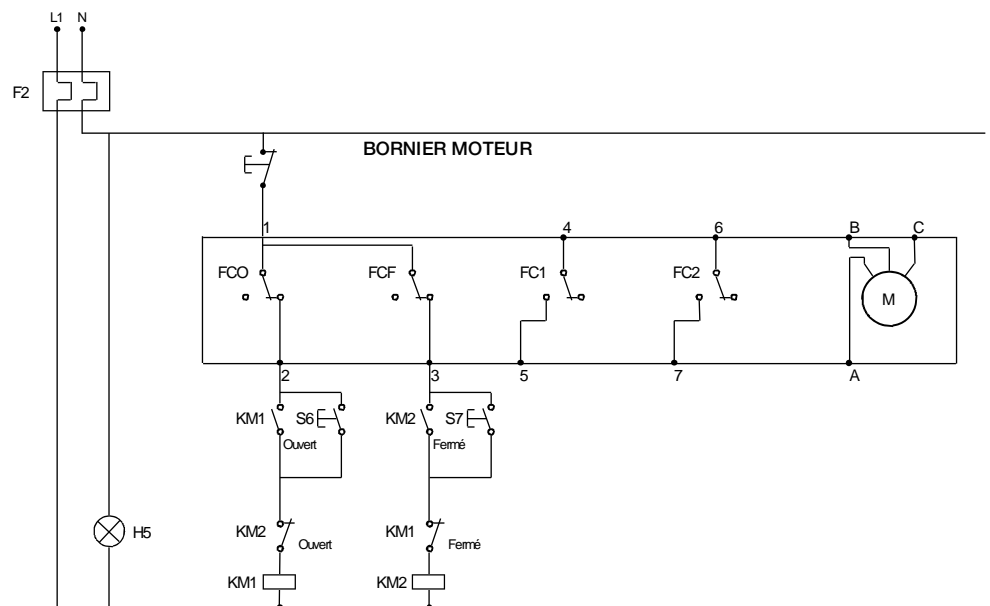 L1 N
F2
BORNIER MOTEUR
1 4 6 B C
FCO FCF FC1 FC2 M
2 3 5 7 A
KM1 S6 KM2 S7
Ouvert Fermé
H5 KM2 Ouvert KM1 Fermé
KM1 KM2